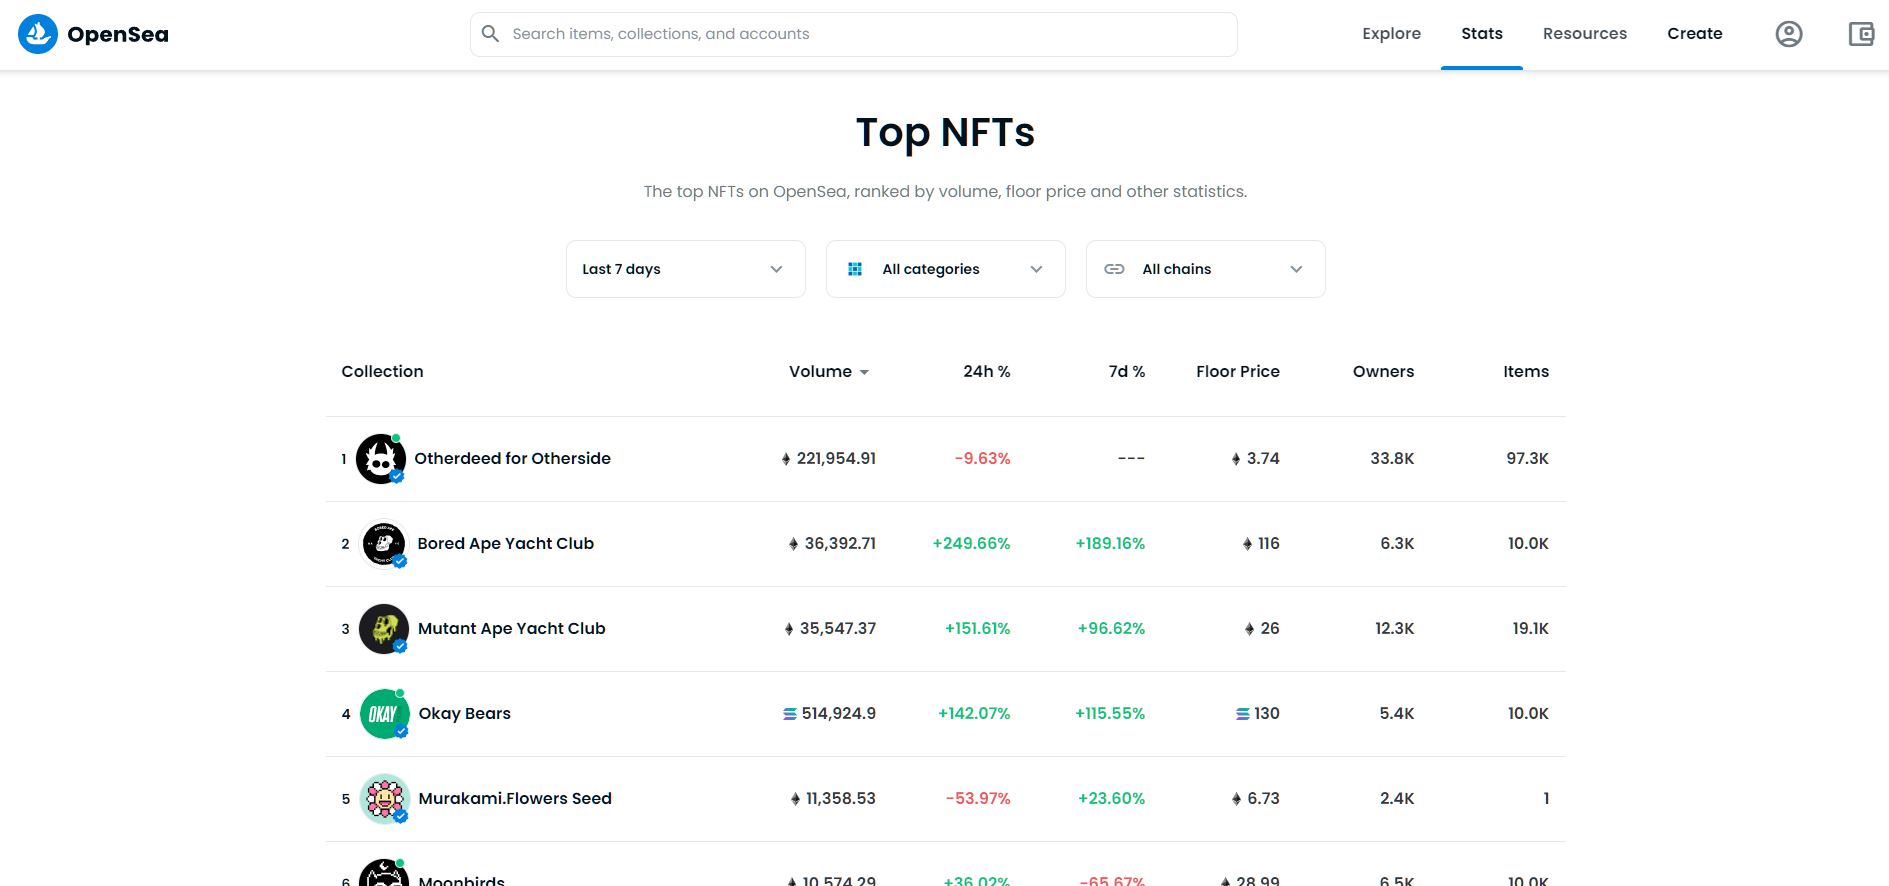 OpenSea
Search items, collections, and accounts
Explore Stats Resources Create
Top NFTs
The top NFTs on OpenSea, ranked by volume, floor price and other statistics.
Last 7 days All categories All chains
Collection Volume 24h % 7d % Floor Price Owners Items
1 Otherdeed for Otherside 221,954.91 -9.63% --- 3.74 33.8K 97.3K
2 Bored Ape Yacht Club 36,392.71 +249.66% +189.16% 116 6.3K 10.0K
3 Mutant Ape Yacht Club 35,547.37 +151.61% +96.62% 26 12.3K 19.1K
4 OKAY Okay Bears 514,924.9 +142.07% +115.55% 130 5.4K 10.0K
5 Murakami.Flowers Seed 11,358.53 -53.97% +23.60% 6.73 2.4K 1
6 Moonbirds 10,574.29 +36.02% -65.67% 28.99 6.5K 10.0K